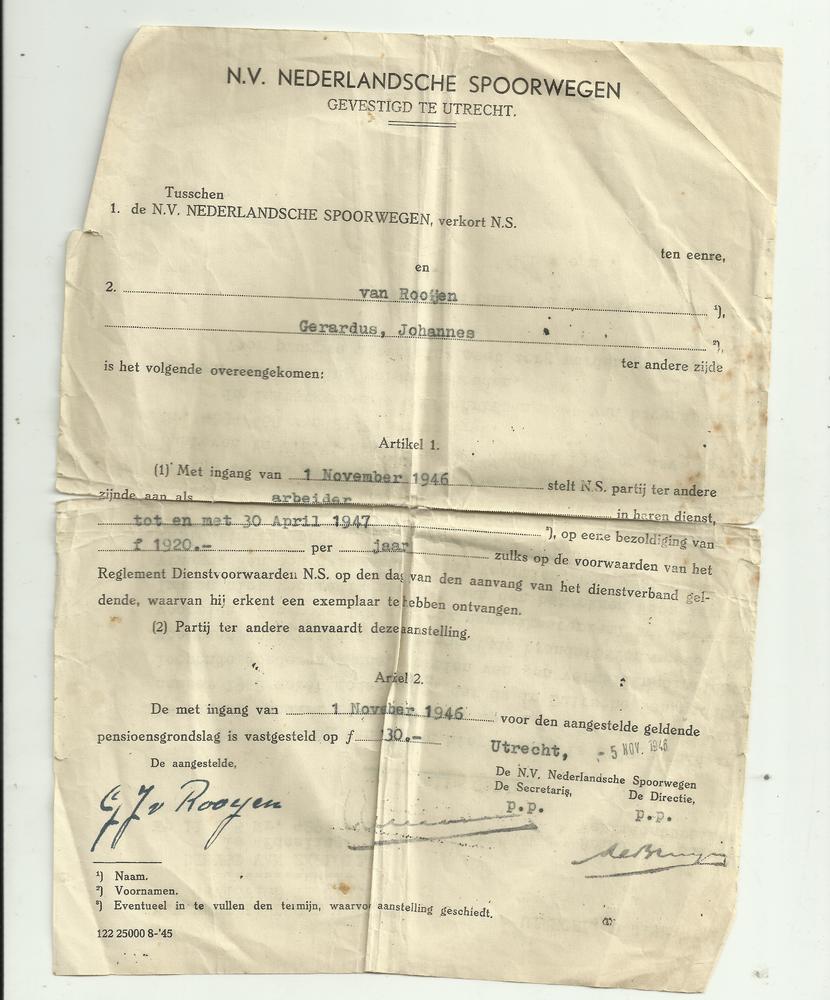 N.V. NEDERLANDSCHE SPOORWEGEN
GEVESTIGD TE UTRECHT.
Tusschen
1. de N.V. NEDERLANDSCHE SPOORWEGEN, verkort N.S.
ten eenre,
en
2. van Rooijen ¹),
Gerardus, Johannes ²),
is het volgende overeengekomen: ter andere zijde
Artikel 1.
(1) Met ingang van 1 November 1946 stelt N.S. partij ter andere
zijnde aan als arbeider in haren dienst,
tot en met 30 April 1947 ³), op eene bezoldiging van
f 1920.- per jaar zulks op de voorwaarden van het
Reglement Dienstvoorwaarden N.S. op den dag van den aanvang van het dienstverband gel-
dende, waarvan hij erkent een exemplaar te hebben ontvangen.
(2) Partij ter andere aanvaardt deze aanstelling.
Artikel 2.
De met ingang van 1 November 1946 voor den aangestelde geldende
pensioensgrondslag is vastgesteld op f 30.-
Utrecht, - 5 NOV. 1946
De aangestelde,
De N.V. Nederlandsche Spoorwegen
De Secretaris, De Directie,
p.p. p.p.
G J v Rooyen
¹) Naam.
²) Voornamen.
³) Eventueel in te vullen den termijn, waarvo aanstelling geschiedt.
122 25000 8-'45